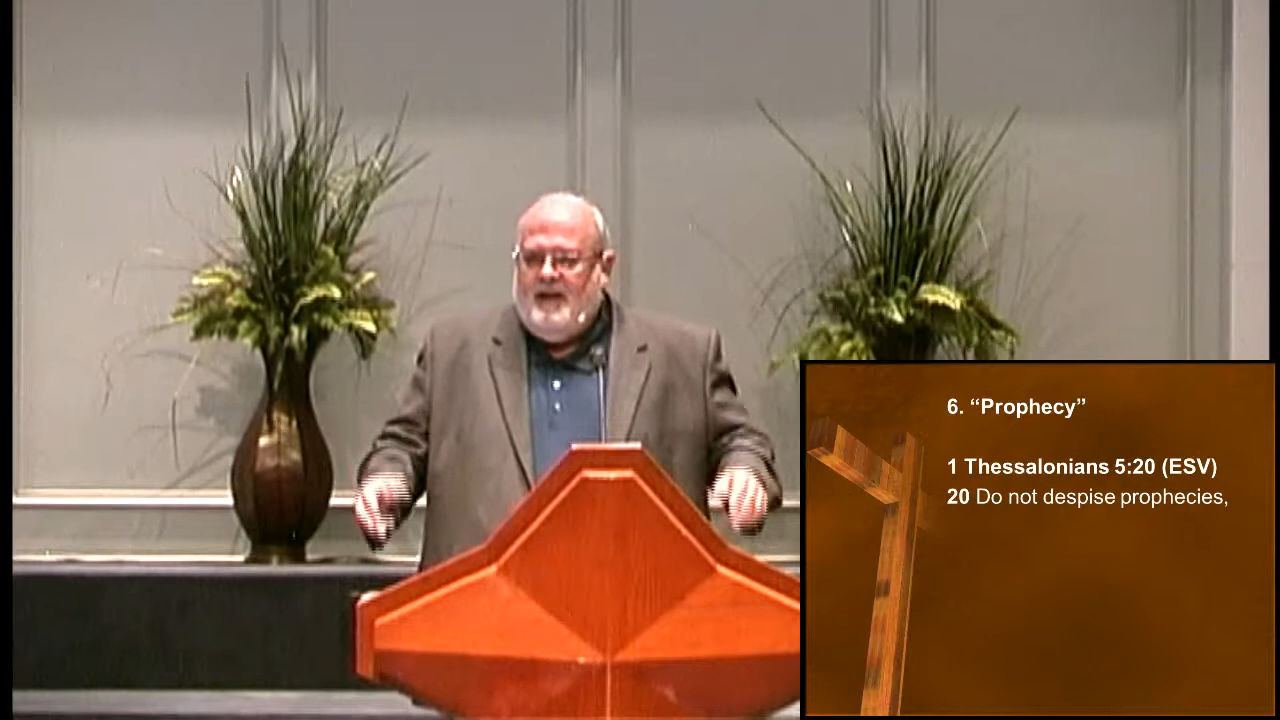 6. “Prophecy”
1 Thessalonians 5:20 (ESV)
20 Do not despise prophecies,